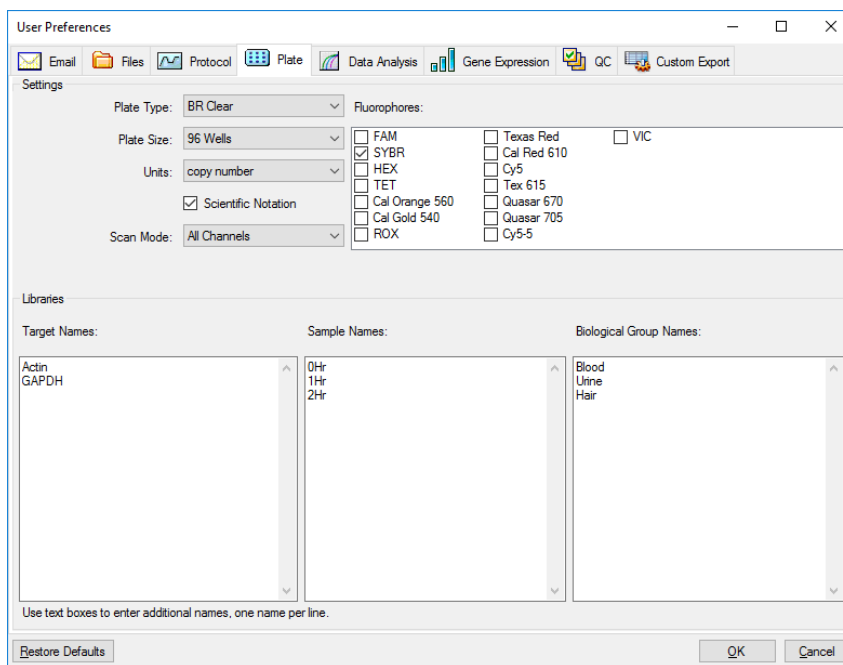 User Preferences
Email Files Protocol Plate Data Analysis Gene Expression QC Custom Export
Settings
Plate Type: BR Clear Fluorophores:
Plate Size: 96 Wells
Units: copy number
Scientific Notation
Scan Mode: All Channels
FAM Texas Red VIC
SYBR Cal Red 610
HEX Cy5
TET Tex 615
Cal Orange 560 Quasar 670
Cal Gold 540 Quasar 705
ROX Cy5-5
Libraries
Target Names: Sample Names: Biological Group Names:
Actin 0Hr Blood
GAPDH 1Hr Urine
2Hr Hair
Use text boxes to enter additional names, one name per line.
Restore Defaults OK Cancel